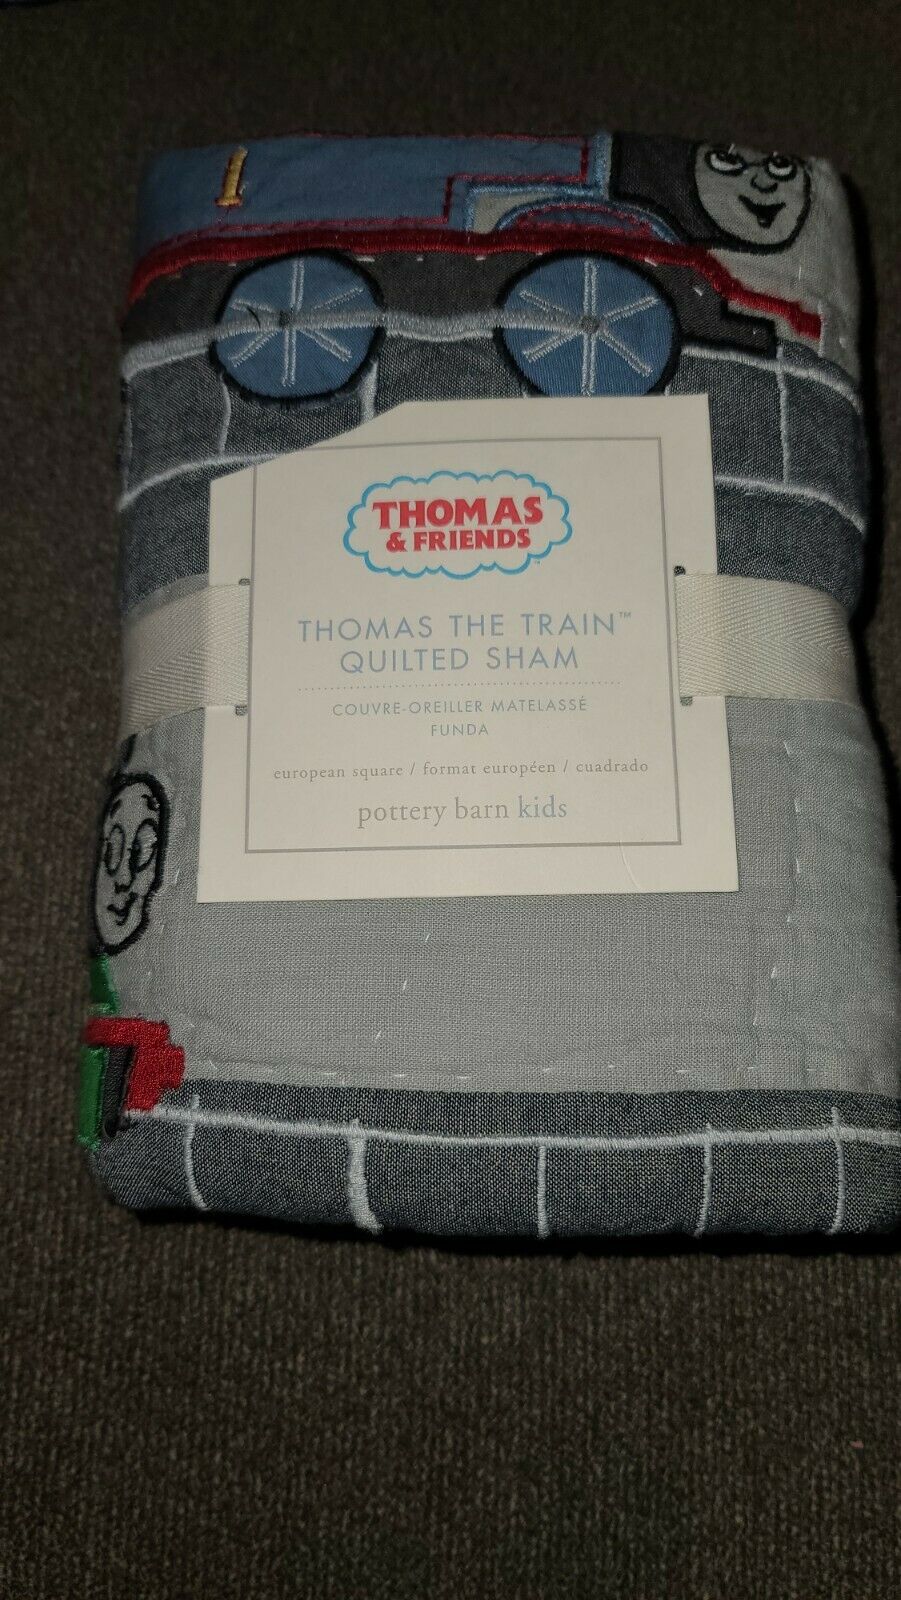 1
THOMAS
& FRIENDS
™
THOMAS THE TRAIN™
QUILTED SHAM
COUVRE-OREILLER MATELASSÉ
FUNDA
european square / format européen / cuadrado
pottery barn kids